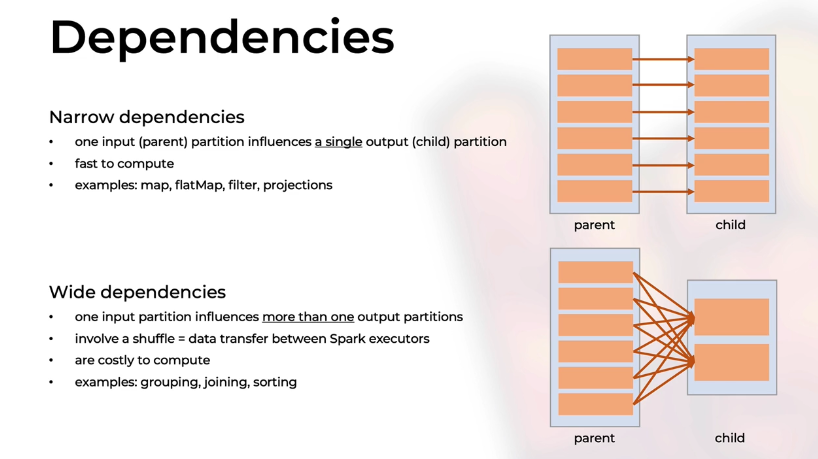 Dependencies
Narrow dependencies
• one input (parent) partition influences a single output (child) partition
• fast to compute
• examples: map, flatMap, filter, projections
parent child
Wide dependencies
• one input partition influences more than one output partitions
• involve a shuffle = data transfer between Spark executors
• are costly to compute
• examples: grouping, joining, sorting
parent child